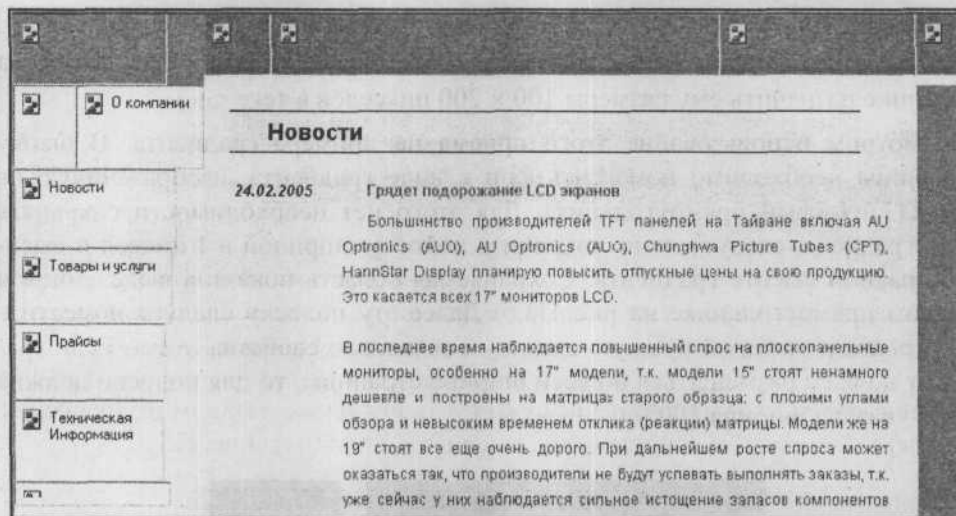 О компании
Новости
Товары и услуги
Прайсы
Техническая
Информация
Новости
24.02.2005
Грядет подорожание LCD экранов
Большинство производителей TFT панелей на Тайване включая AU
Optronics (AUO), AU Optronics (AUO), Chunghwa Picture Tubes (CPT),
HannStar Display планирую повысить отпускные цены на свою продукцию.
Это касается всех 17" мониторов LCD.
В последнее время наблюдается повышенный спрос на плоскопанельные
мониторы, особенно на 17" модели, т.к. модели 15" стоят ненамного
дешевле и построены на матрицах старого образца: с плохими углами
обзора и невысоким временем отклика (реакции) матрицы. Модели же на
19" стоят все еще очень дорого. При дальнейшем росте спроса может
оказаться так, что производители не будут успевать выполнять заказы, т.к.
уже сейчас у них наблюдается сильное истощение запасов компонентов